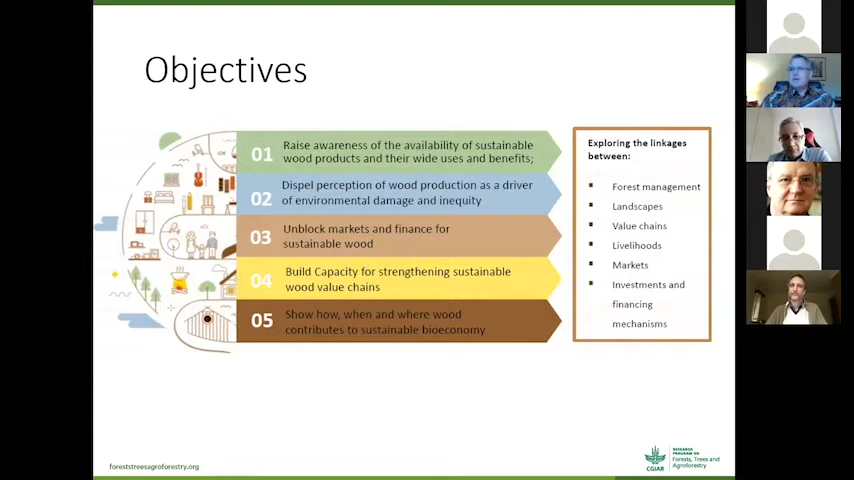 Objectives
01
Raise awareness of the availability of sustainable
wood products and their wide uses and benefits;
02
Dispel perception of wood production as a driver
of environmental damage and inequity
03
Unblock markets and finance for
sustainable wood
04
Build Capacity for strengthening sustainable
wood value chains
05
Show how, when and where wood
contributes to sustainable bioeconomy
Exploring the linkages
between:
Forest management
Landscapes
Value chains
Livelihoods
Markets
Investments and
financing
mechanisms
foreststreesagroforestry.org
CGIAR
RESEARCH
PROGRAM ON
Forests, Trees and
Agroforestry